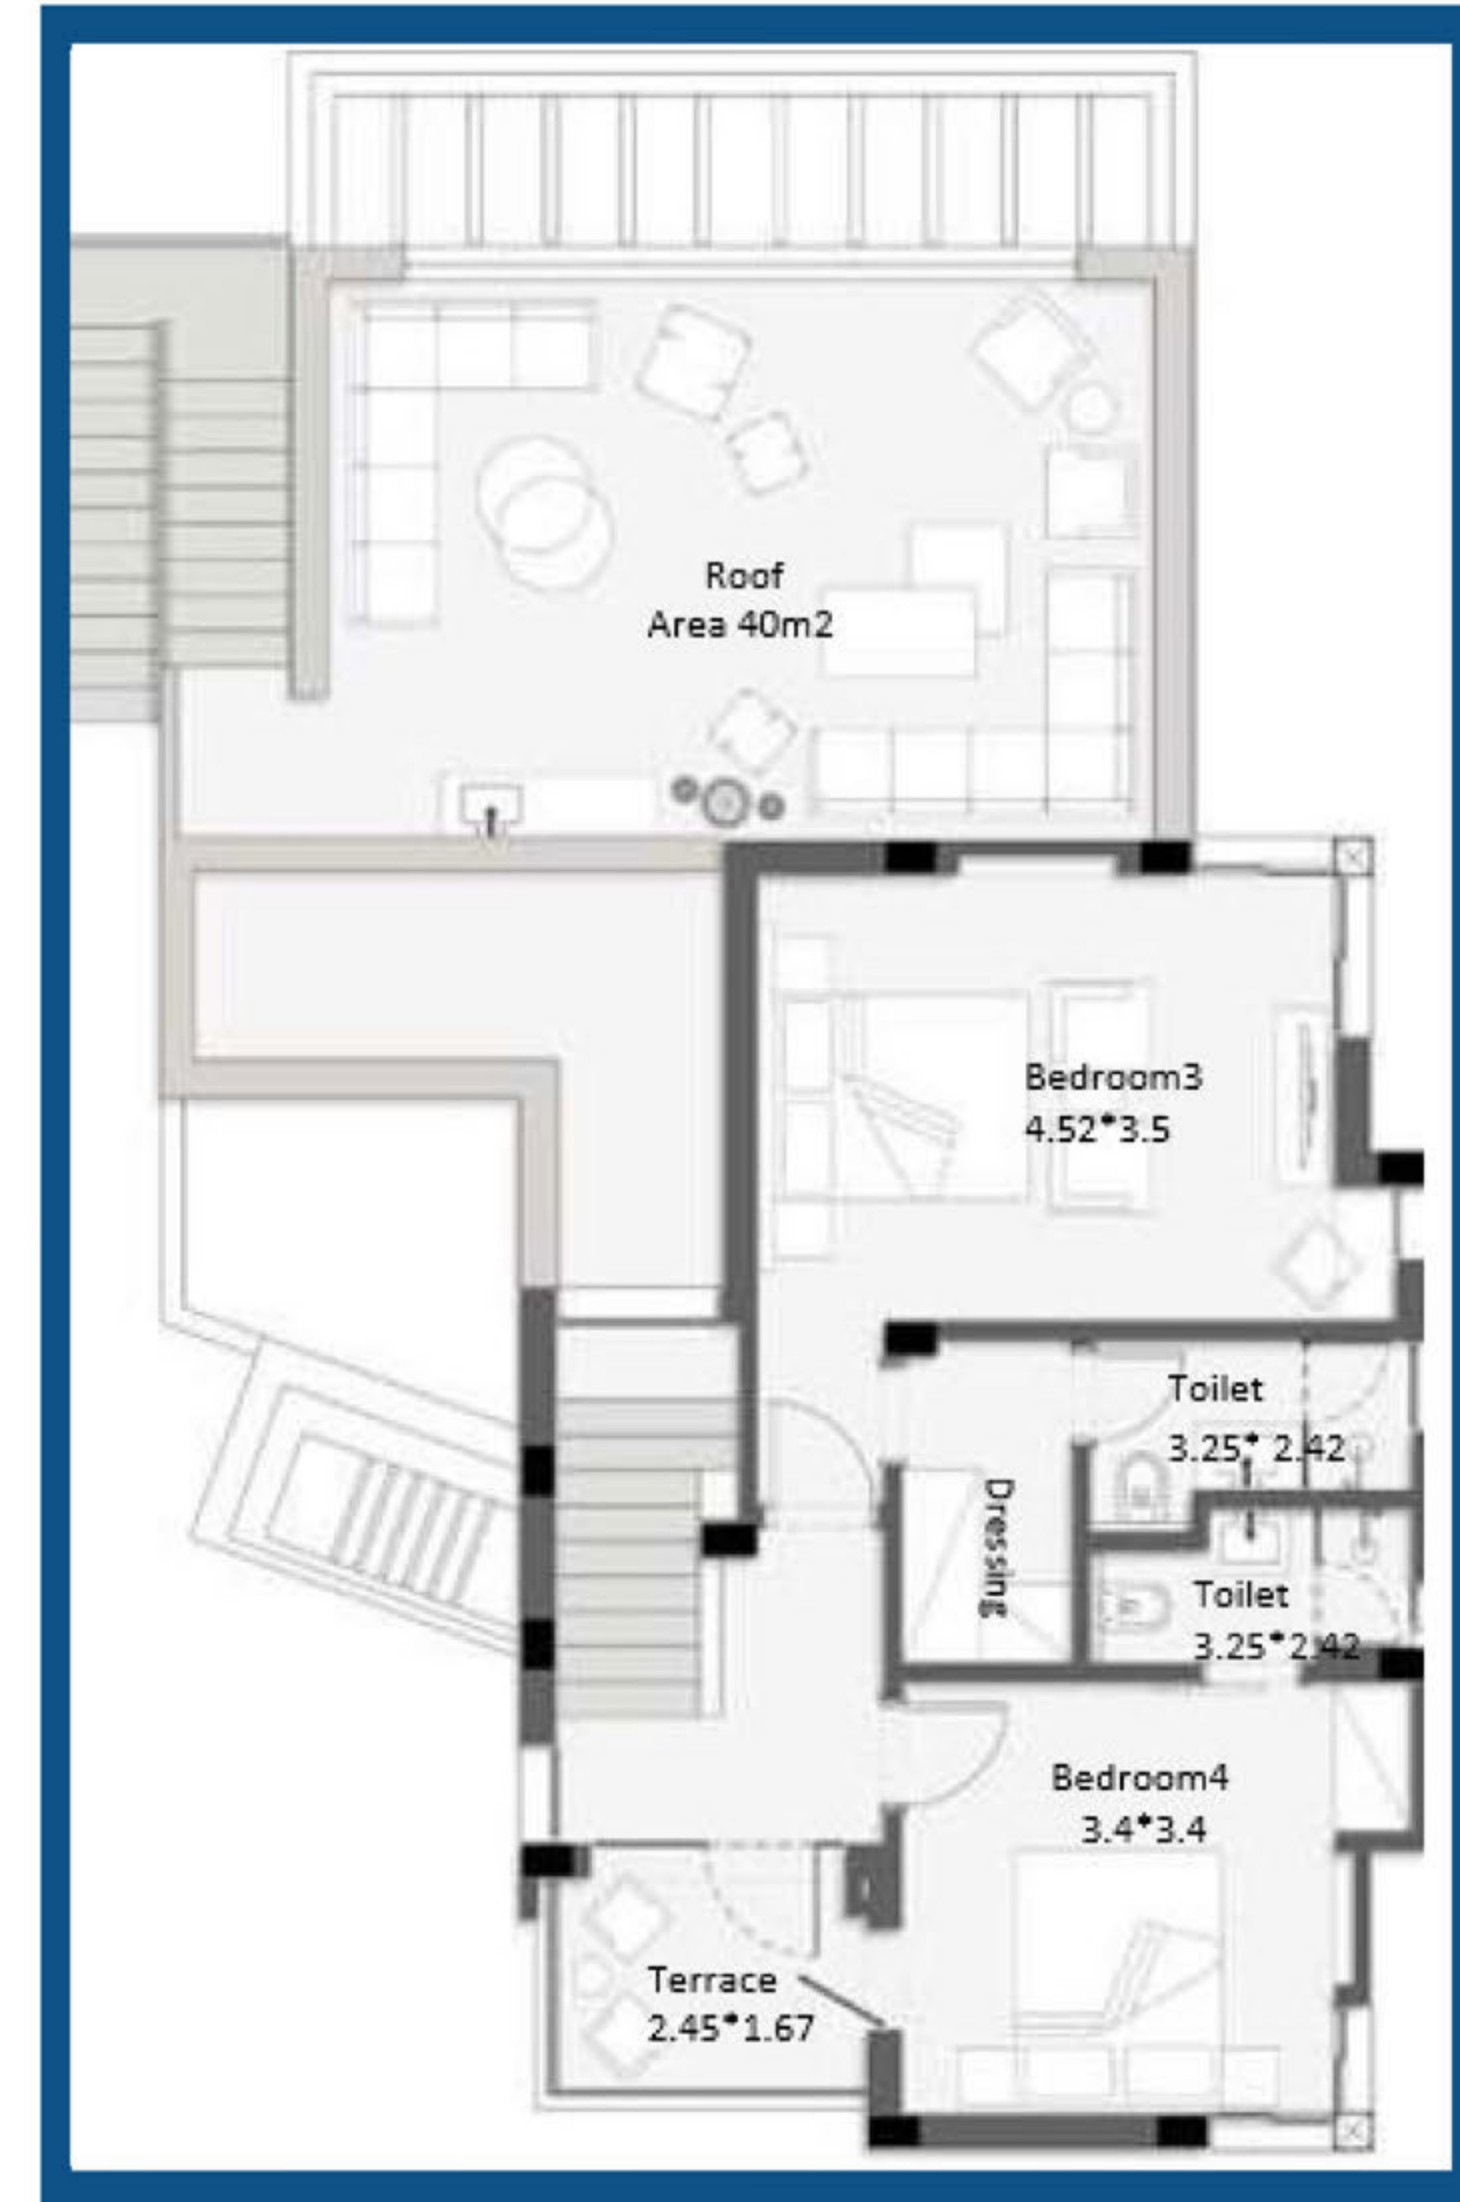 Roof
Area 40m2
Bedroom3
4.52*3.5
Toilet
3.25* 2.42
Dressing
Toilet
3.25*2.42
Bedroom4
3.4*3.4
Terrace
2.45*1.67